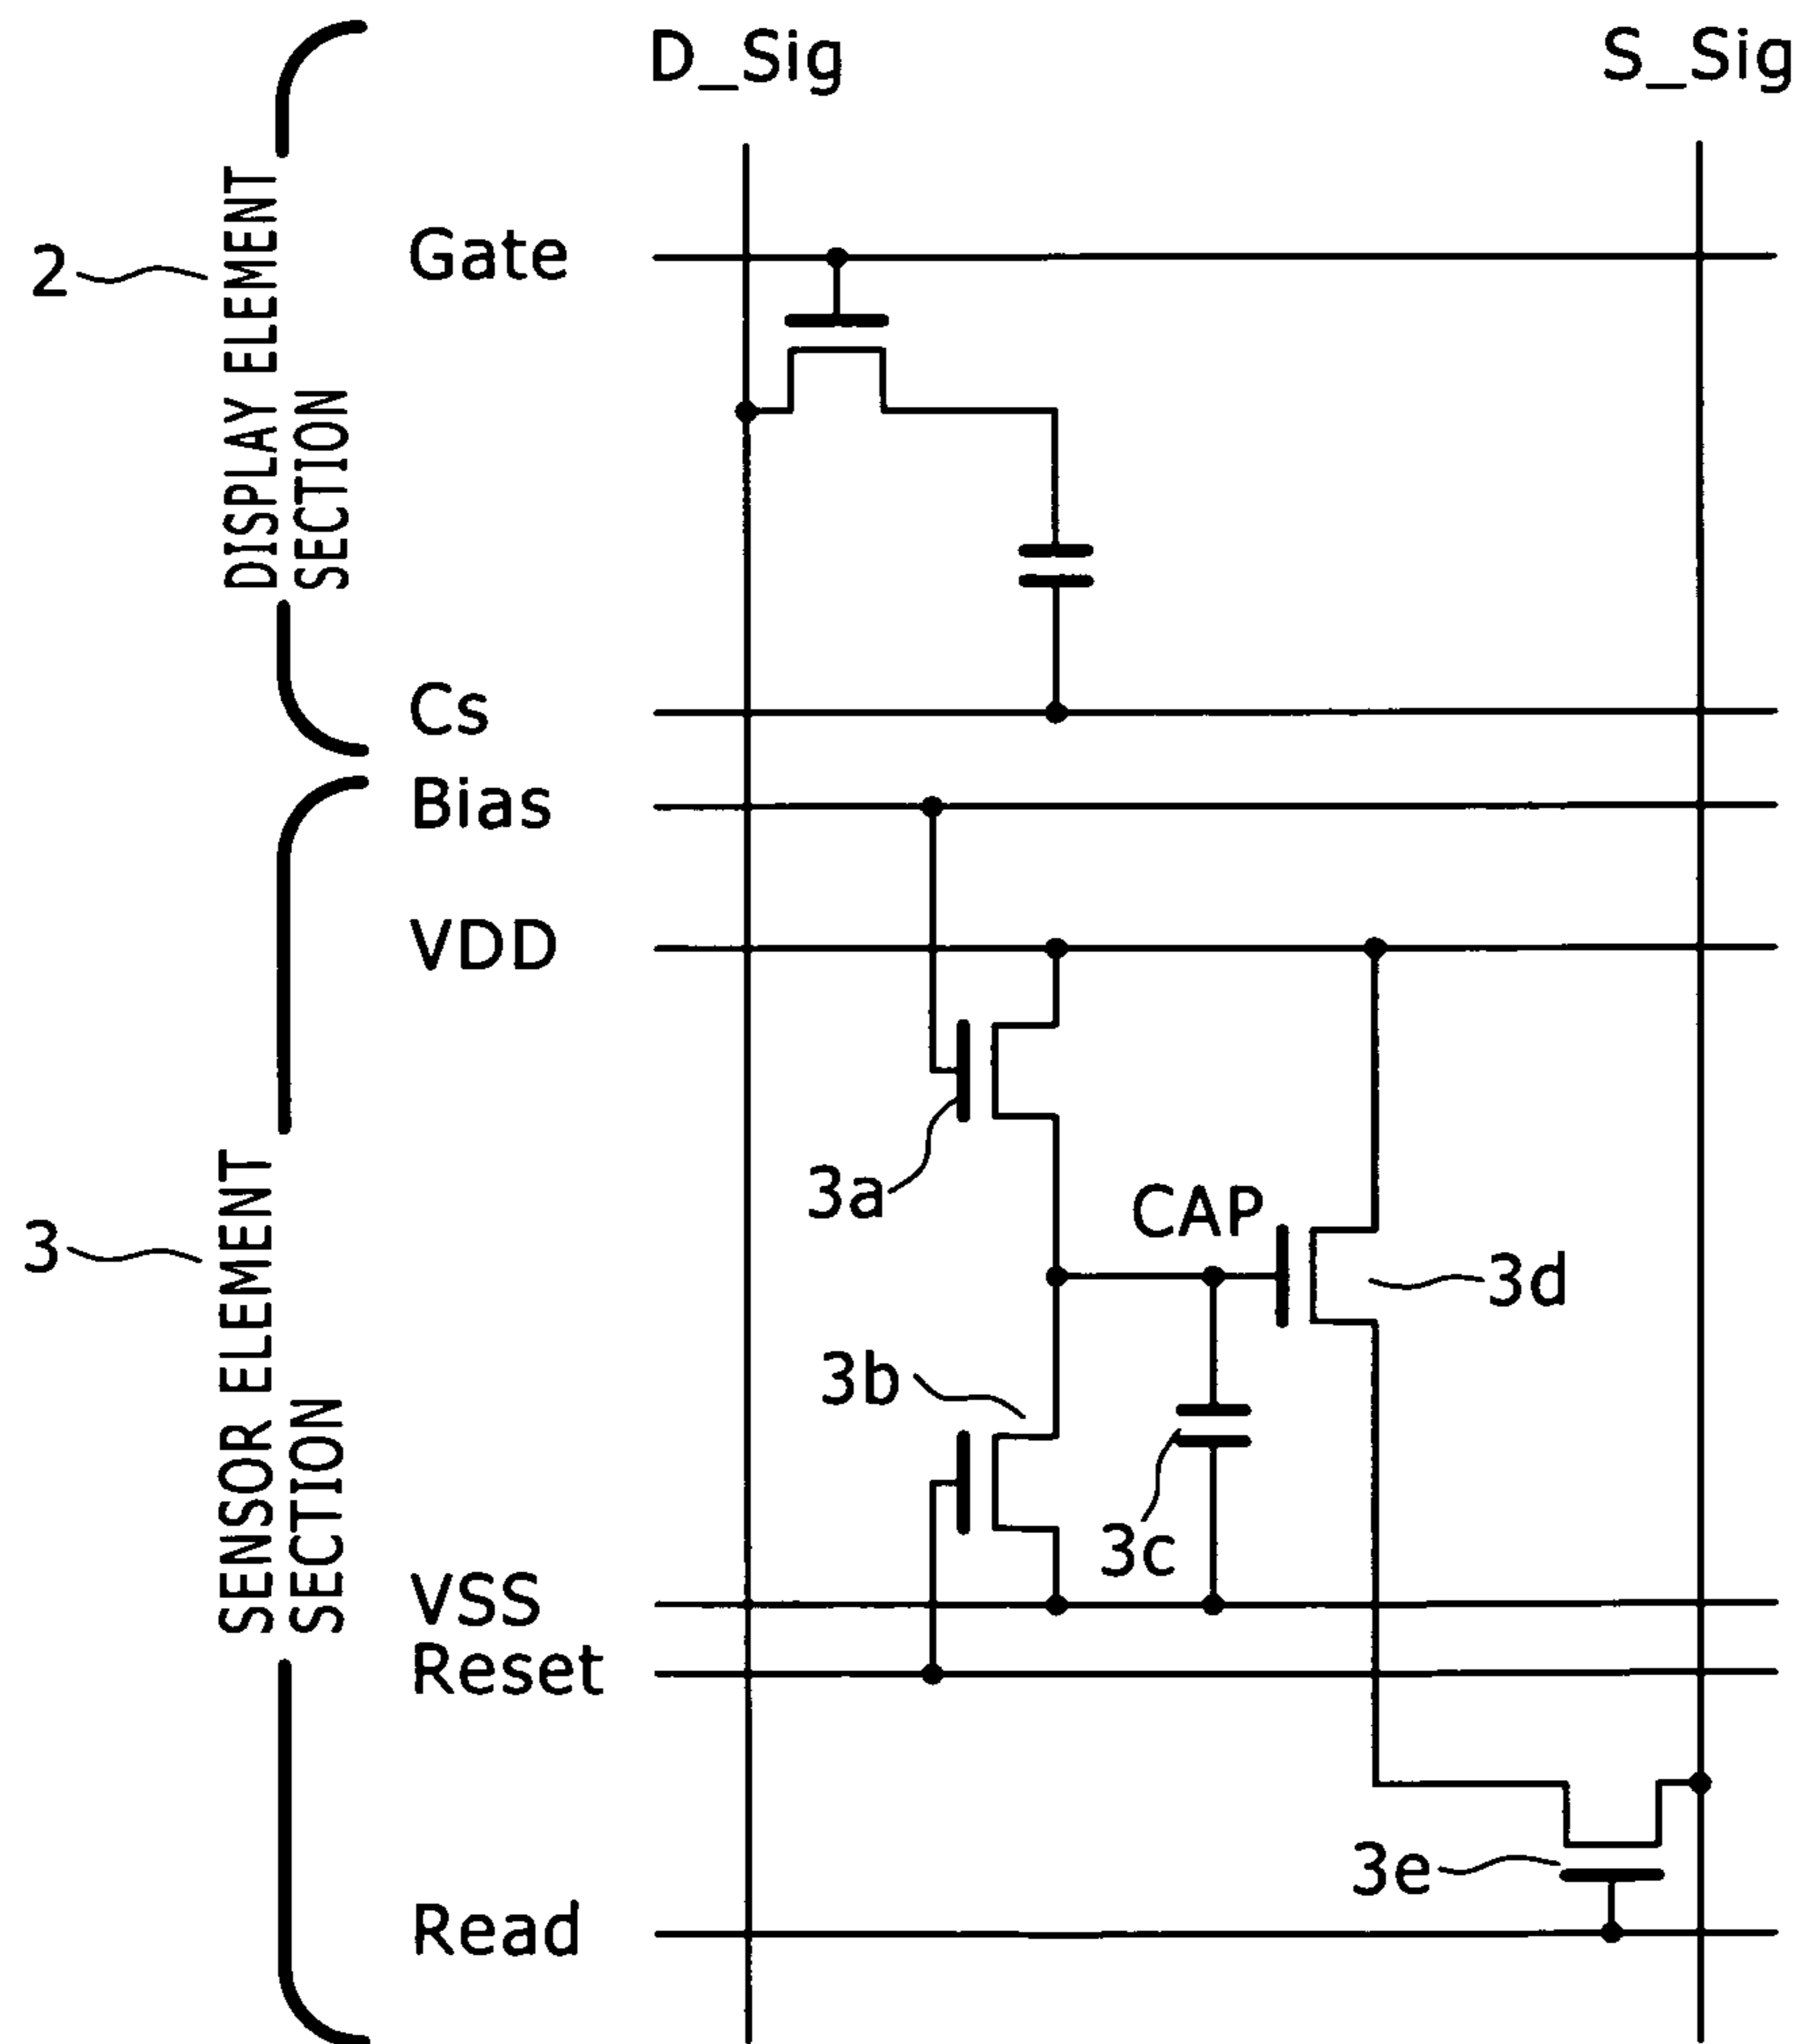 D_Sig
S_Sig
2
DISPLAY ELEMENT
SECTION
Gate
Cs
Bias
VDD
3a
CAP
3d
3
SENSOR ELEMENT
SECTION
3b
3c
VSS
Reset
3e
Read